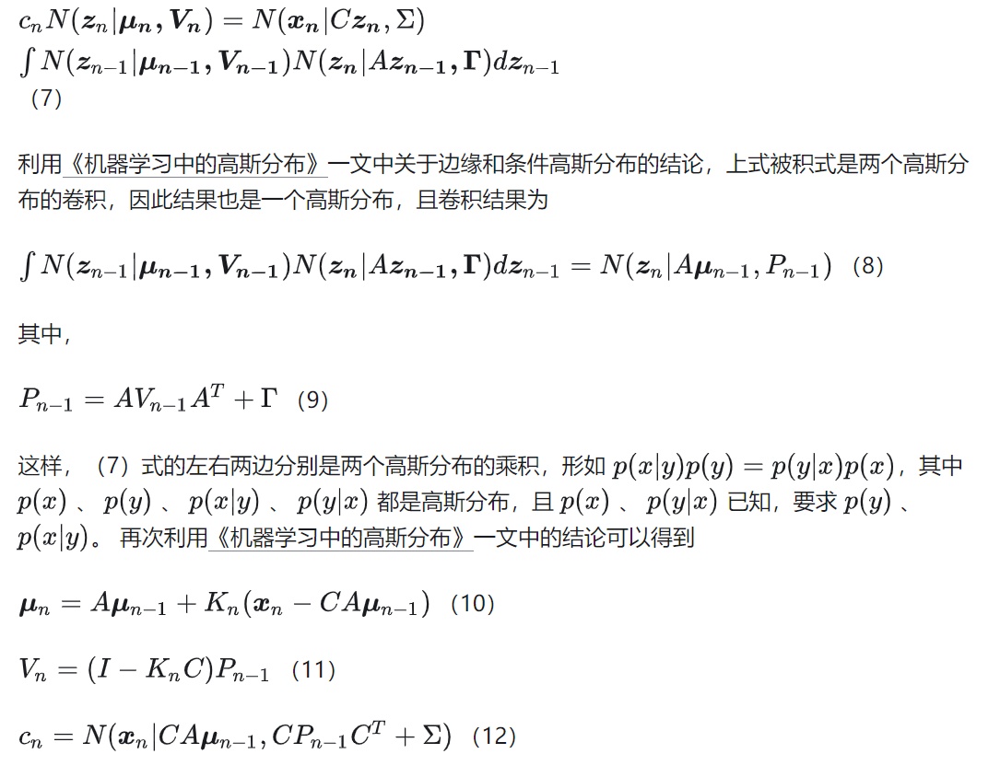 $c_n N(\boldsymbol{z}_n|\boldsymbol{\mu_n, V_n}) = N(\boldsymbol{x}_n|C\boldsymbol{z_n}, \Sigma)$
$\int N(\boldsymbol{z}_{n-1}|\boldsymbol{\mu_{n-1}, V_{n-1}})N(\boldsymbol{z_n}|A\boldsymbol{z_{n-1}, \Gamma})d\boldsymbol{z}_{n-1}$
（7）
利用《机器学习中的高斯分布》一文中关于边缘和条件高斯分布的结论，上式被积式是两个高斯分
布的卷积，因此结果也是一个高斯分布，且卷积结果为
$\int N(\boldsymbol{z}_{n-1}|\boldsymbol{\mu_{n-1}, V_{n-1}})N(\boldsymbol{z_n}|A\boldsymbol{z_{n-1}, \Gamma})d\boldsymbol{z}_{n-1} = N(\boldsymbol{z}_n|A\boldsymbol{\mu}_{n-1}, P_{n-1})$（8）
其中，
$P_{n-1} = AV_{n-1}A^T + \Gamma$（9）
这样，（7）式的左右两边分别是两个高斯分布的乘积，形如 $p(x|y)p(y) = p(y|x)p(x)$，其中
$p(x)$ 、 $p(y)$ 、 $p(x|y)$ 、 $p(y|x)$ 都是高斯分布，且 $p(x)$ 、 $p(y|x)$ 已知，要求 $p(y)$ 、
$p(x|y)$。 再次利用《机器学习中的高斯分布》一文中的结论可以得到
$\boldsymbol{\mu}_n = A\boldsymbol{\mu}_{n-1} + K_n(\boldsymbol{x}_n - CA\boldsymbol{\mu}_{n-1})$（10）
$V_n = (I - K_nC)P_{n-1}$ （11）
$c_n = N(\boldsymbol{x}_n|CA\boldsymbol{\mu}_{n-1}, CP_{n-1}C^T + \Sigma)$（12）